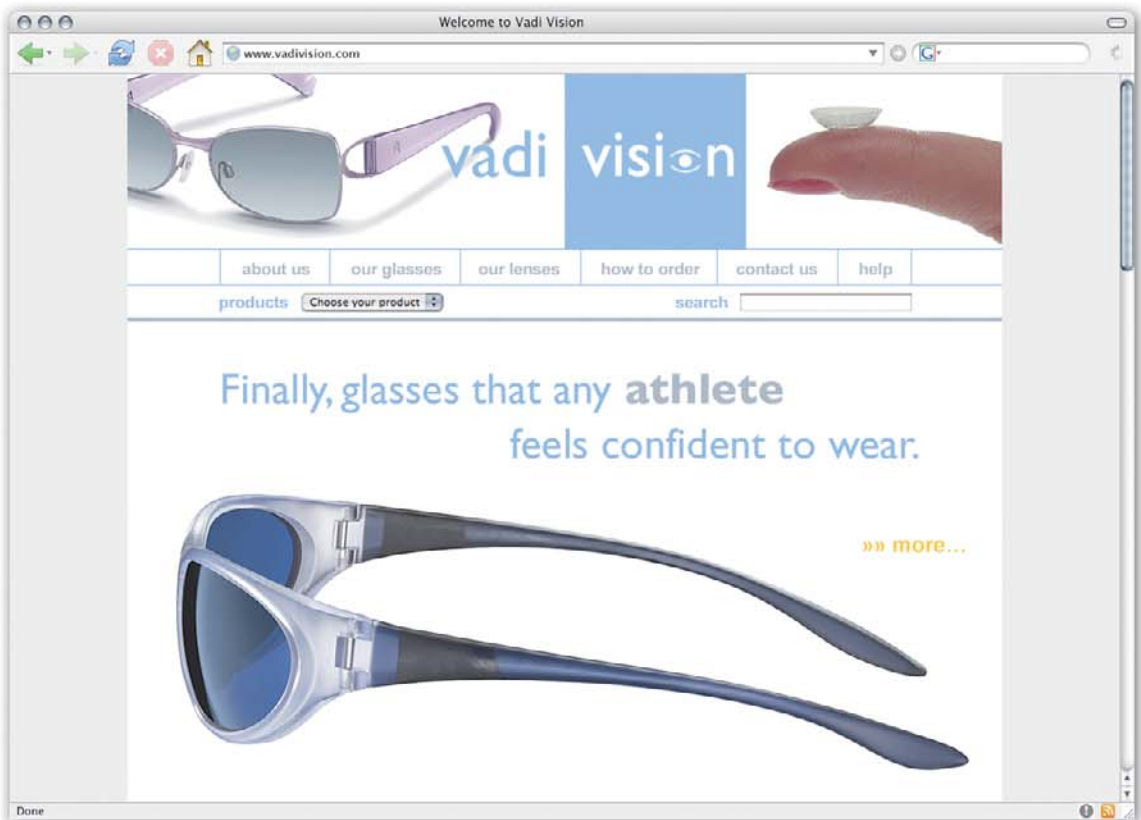 Welcome to Vadi Vision
www.vadivision.com
G
vadi vision
about us our glasses our lenses how to order contact us help
products Choose your product search
Finally, glasses that any athlete
feels confident to wear.
»» more...
Done